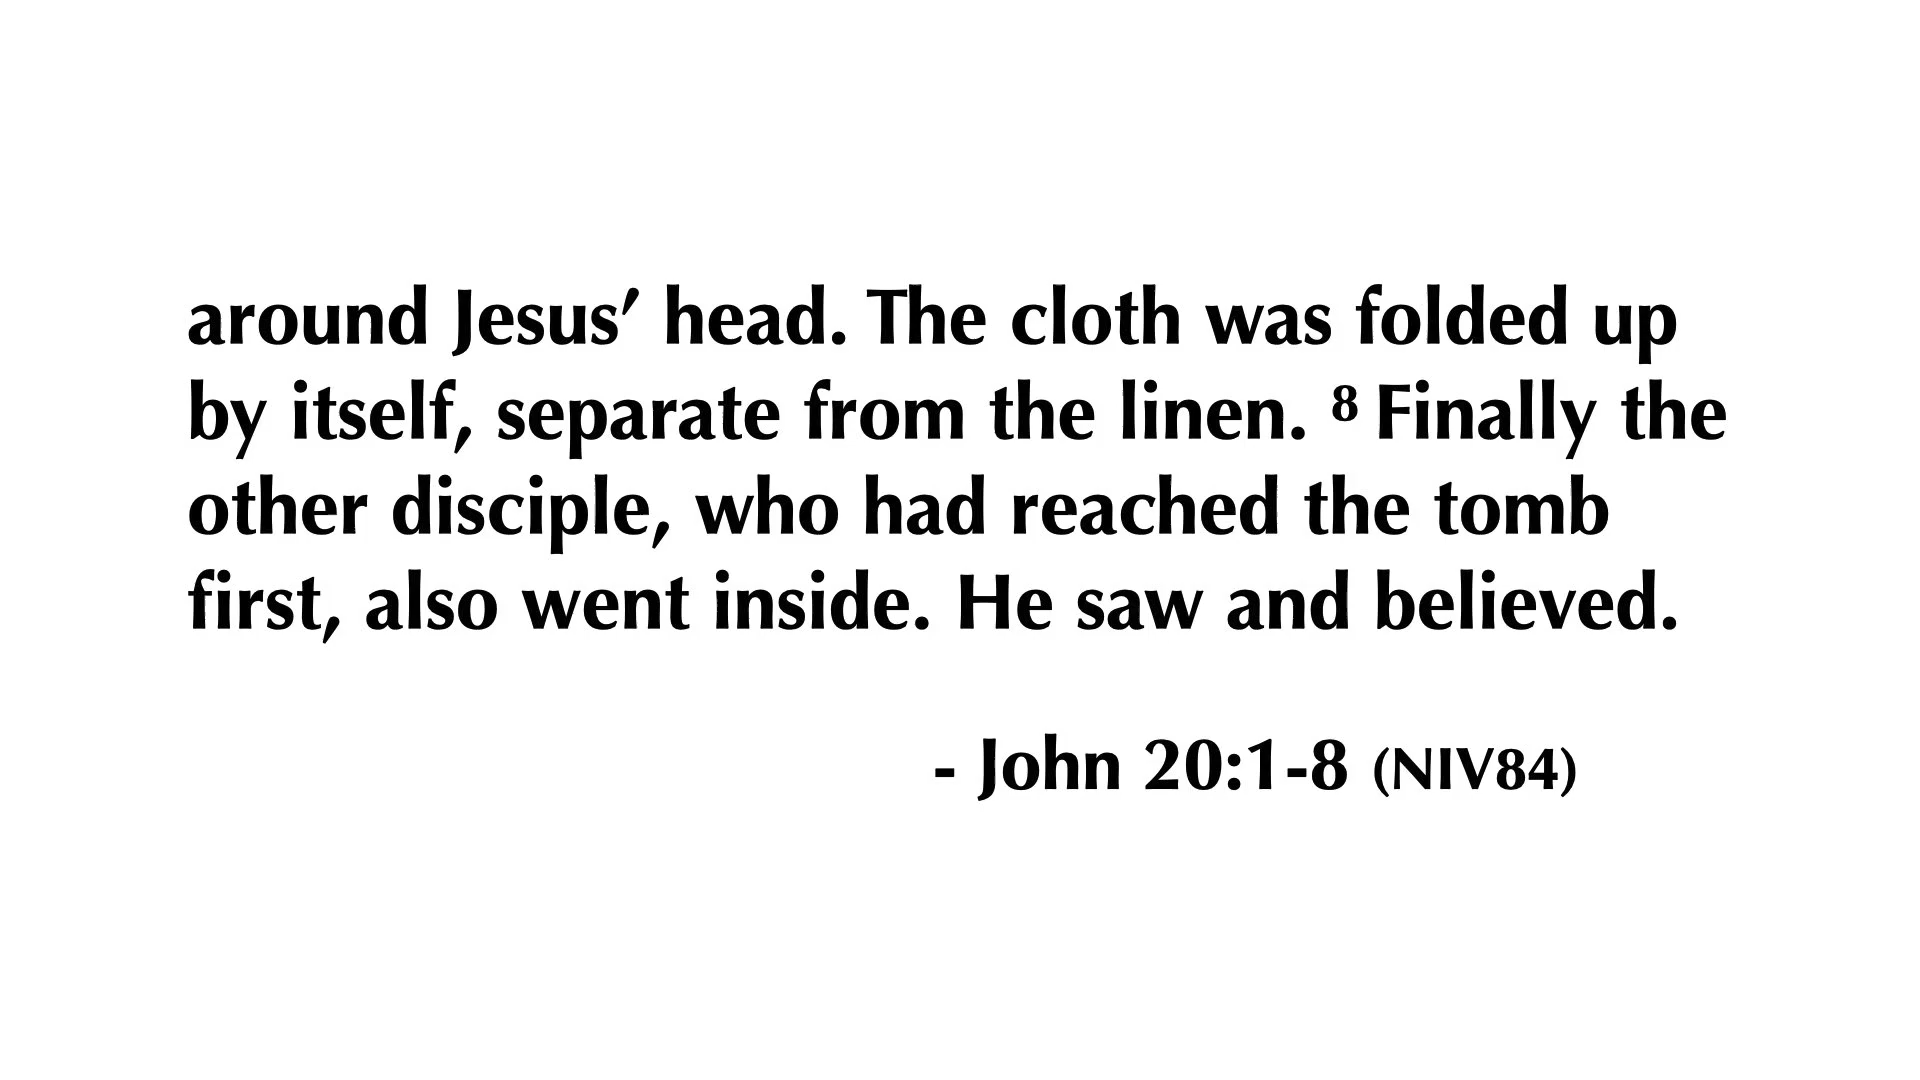 around Jesus’ head. The cloth was folded up
by itself, separate from the linen. ⁸ Finally the
other disciple, who had reached the tomb
first, also went inside. He saw and believed.
- John 20:1-8 (NIV84)